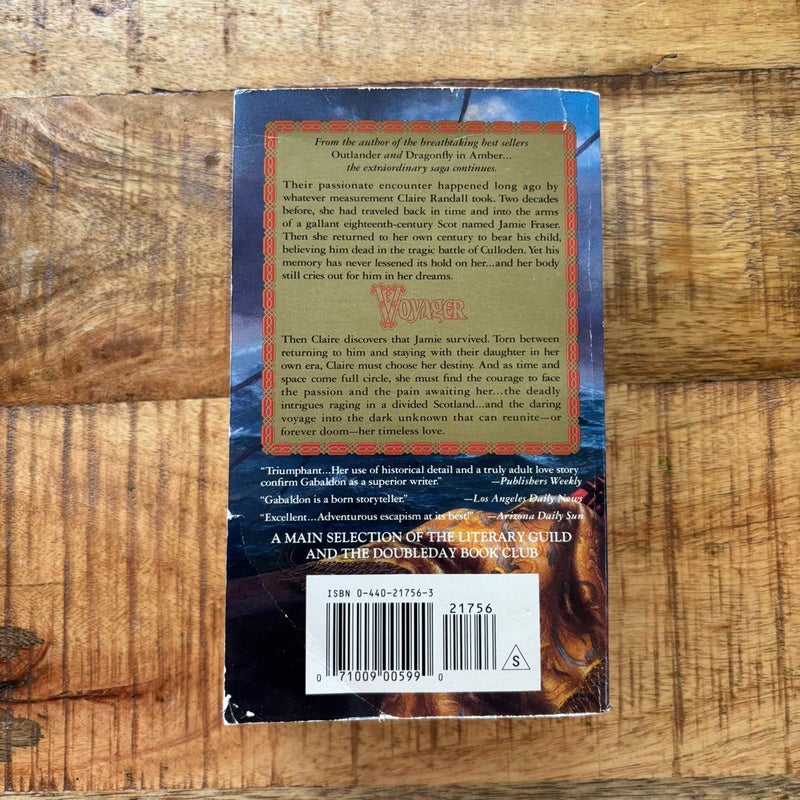 From the author of the breathtaking best sellers
Outlander and Dragonfly in Amber...
the extraordinary saga continues.
Their passionate encounter happened long ago by
whatever measurement Claire Randall took. Two decades
before, she had traveled back in time and into the arms
of a gallant eighteenth-century Scot named Jamie Fraser.
Then she returned to her own century to bear his child,
believing him dead in the tragic battle of Culloden. Yet his
memory has never lessened its hold on her...and her body
still cries out for him in her dreams.
Voyager
Then Claire discovers that Jamie survived. Torn between
returning to him and staying with their daughter in her
own era, Claire must choose her destiny. And as time and
space come full circle, she must find the courage to face
the passion and the pain awaiting her...the deadly
intrigues raging in a divided Scotland...and the daring
voyage into the dark unknown that can reunite—or
forever doom—her timeless love.
"Triumphant...Her use of historical detail and a truly adult love story
confirm Gabaldon as a superior writer." —Publishers Weekly
"Gabaldon is a born storyteller." —Los Angeles Daily News
"Excellent...Adventurous escapism at its best!" —Arizona Daily Sun
A MAIN SELECTION OF THE LITERARY GUILD
AND THE DOUBLEDAY BOOK CLUB
ISBN 0-440-21756-3
21756
S
0 71009 00599 0